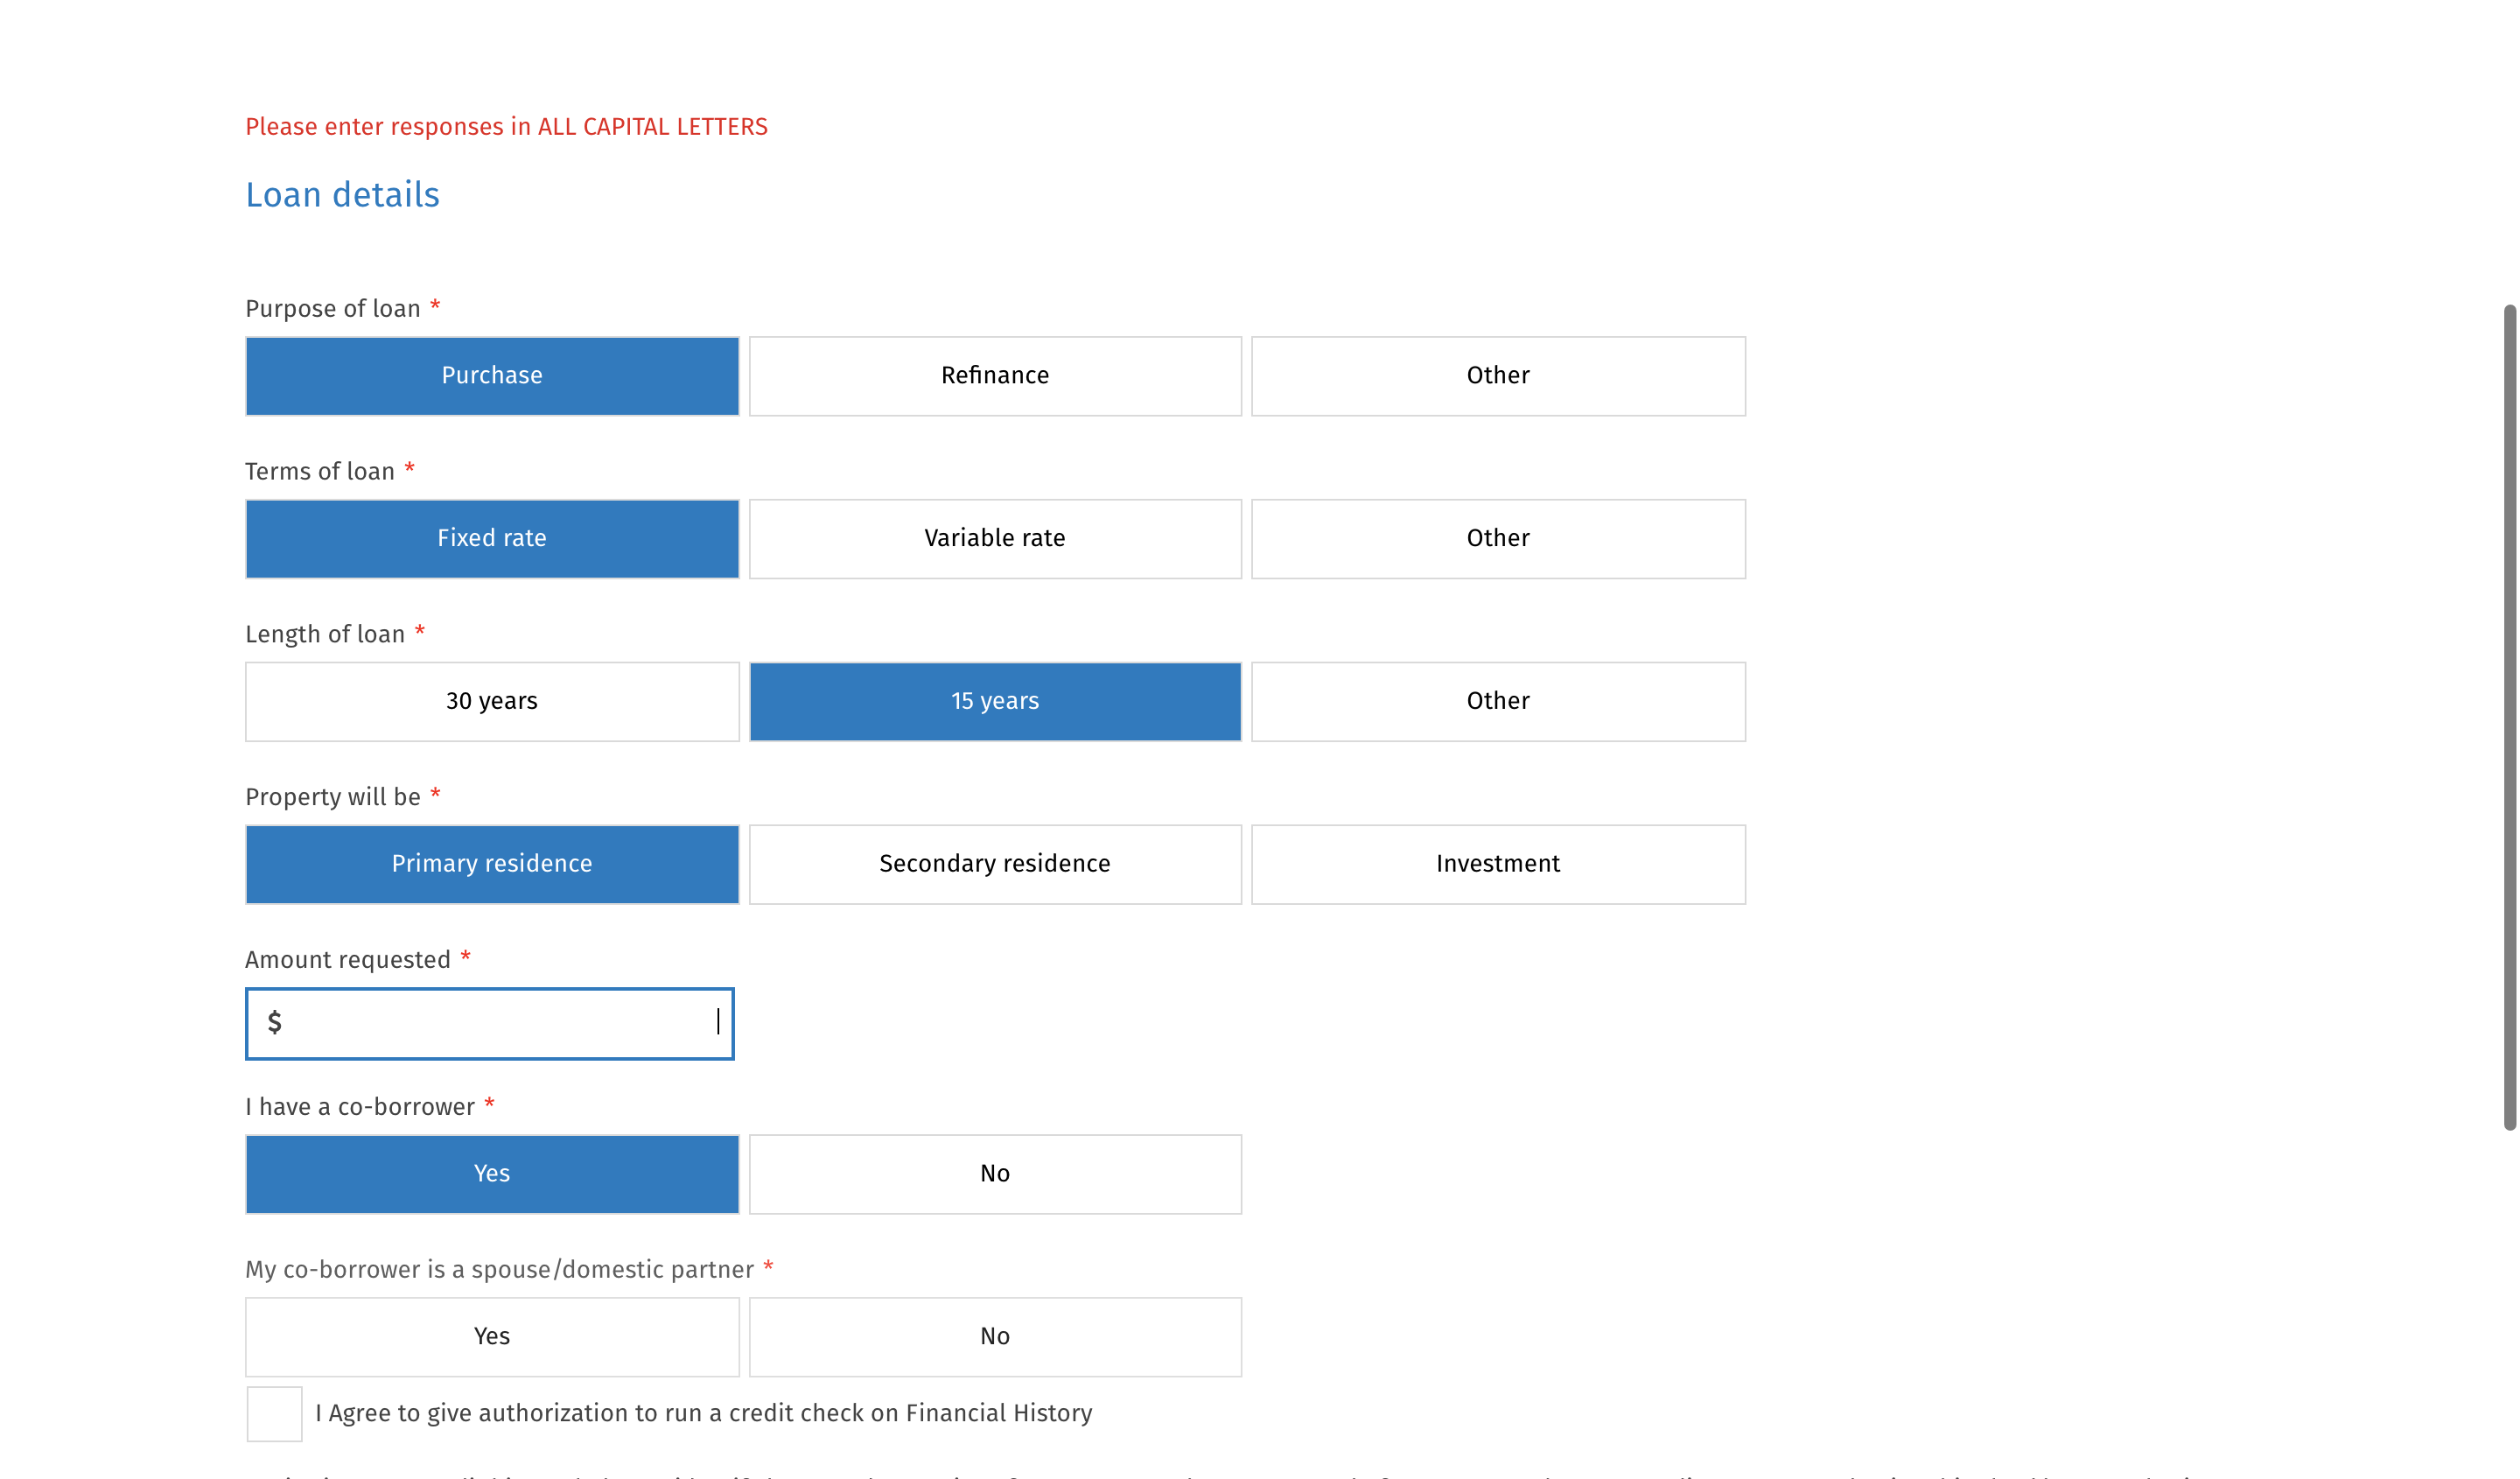 Please enter responses in ALL CAPITAL LETTERS
Loan details
Purpose of loan *
Purchase Refinance Other
Terms of loan *
Fixed rate Variable rate Other
Length of loan *
30 years 15 years Other
Property will be *
Primary residence Secondary residence Investment
Amount requested *
$
I have a co-borrower *
Yes No
My co-borrower is a spouse/domestic partner *
Yes No
I Agree to give authorization to run a credit check on Financial History